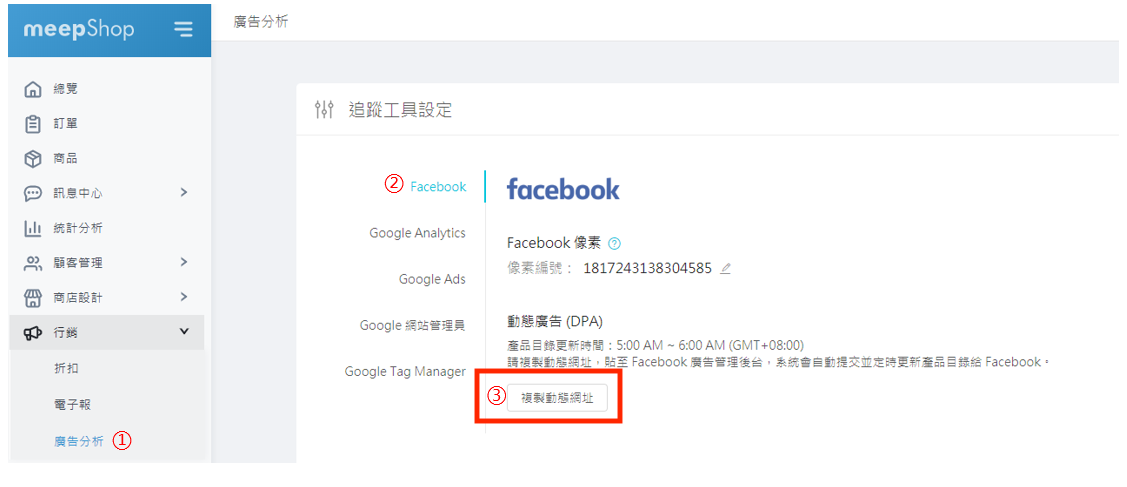 meepShop
廣告分析
總覽
訂單
商品
訊息中心
統計分析
顧客管理
商店設計
行銷
折扣
電子報
廣告分析 ①
追蹤工具設定
② Facebook
Google Analytics
Google Ads
Google 網站管理員
Google Tag Manager
facebook
Facebook 像素 ?
像素編號： 1817243138304585
動態廣告 (DPA)
產品目錄更新時間：5:00 AM ~ 6:00 AM (GMT+08:00)
請複製動態網址，貼至 Facebook 廣告管理後台，系統會自動提交並定時更新產品目錄給 Facebook。
③ 複製動態網址